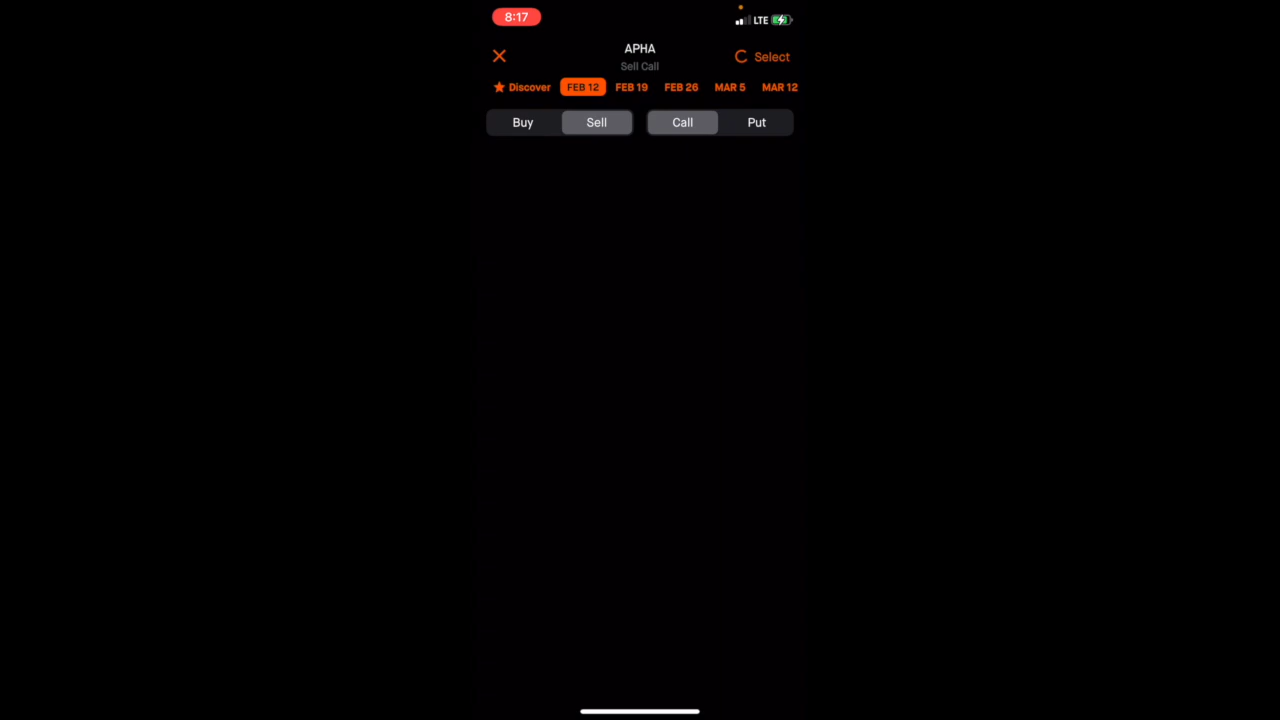 8:17
LTE
APHA
Sell Call
Select
Discover FEB 12 FEB 19 FEB 26 MAR 5 MAR 12
Buy Sell Call Put